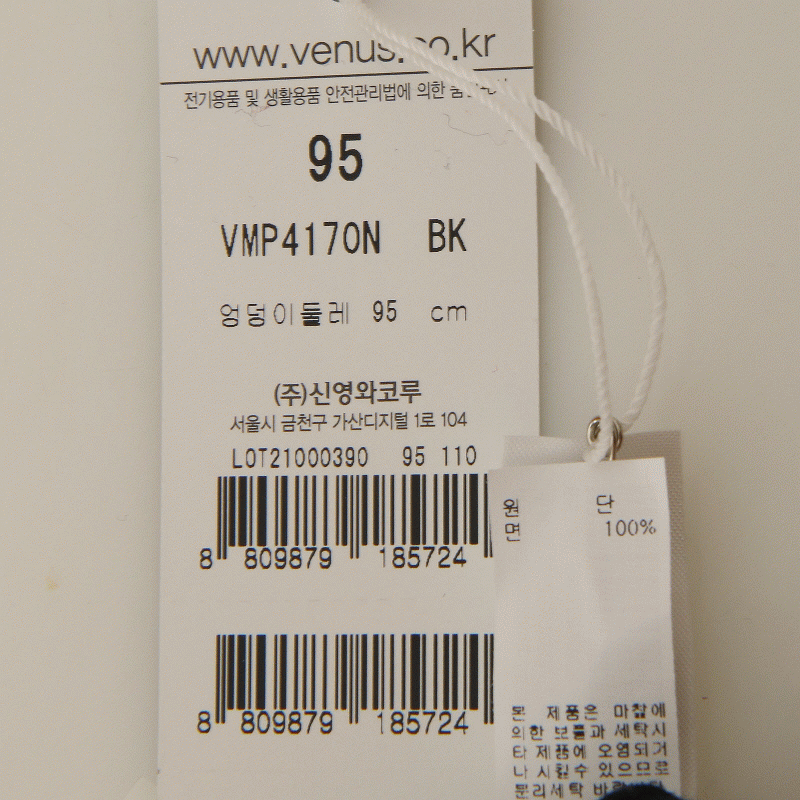 www.venus.co.kr
전기용품 및 생활용품 안전관리법에 의한
95
VMP4170N BK
엉덩이둘레 95 cm
(주)신영와코루
서울시 금천구 가산디지털 1로 104
LOT21000390 95 110
8 809879 185724
8 809879 185724
원 단
면 100%
본 제품은 마찰에
의한 보풀과 세탁시
타 제품에 오염되거
나 시킬수 있으므로
분리세탁